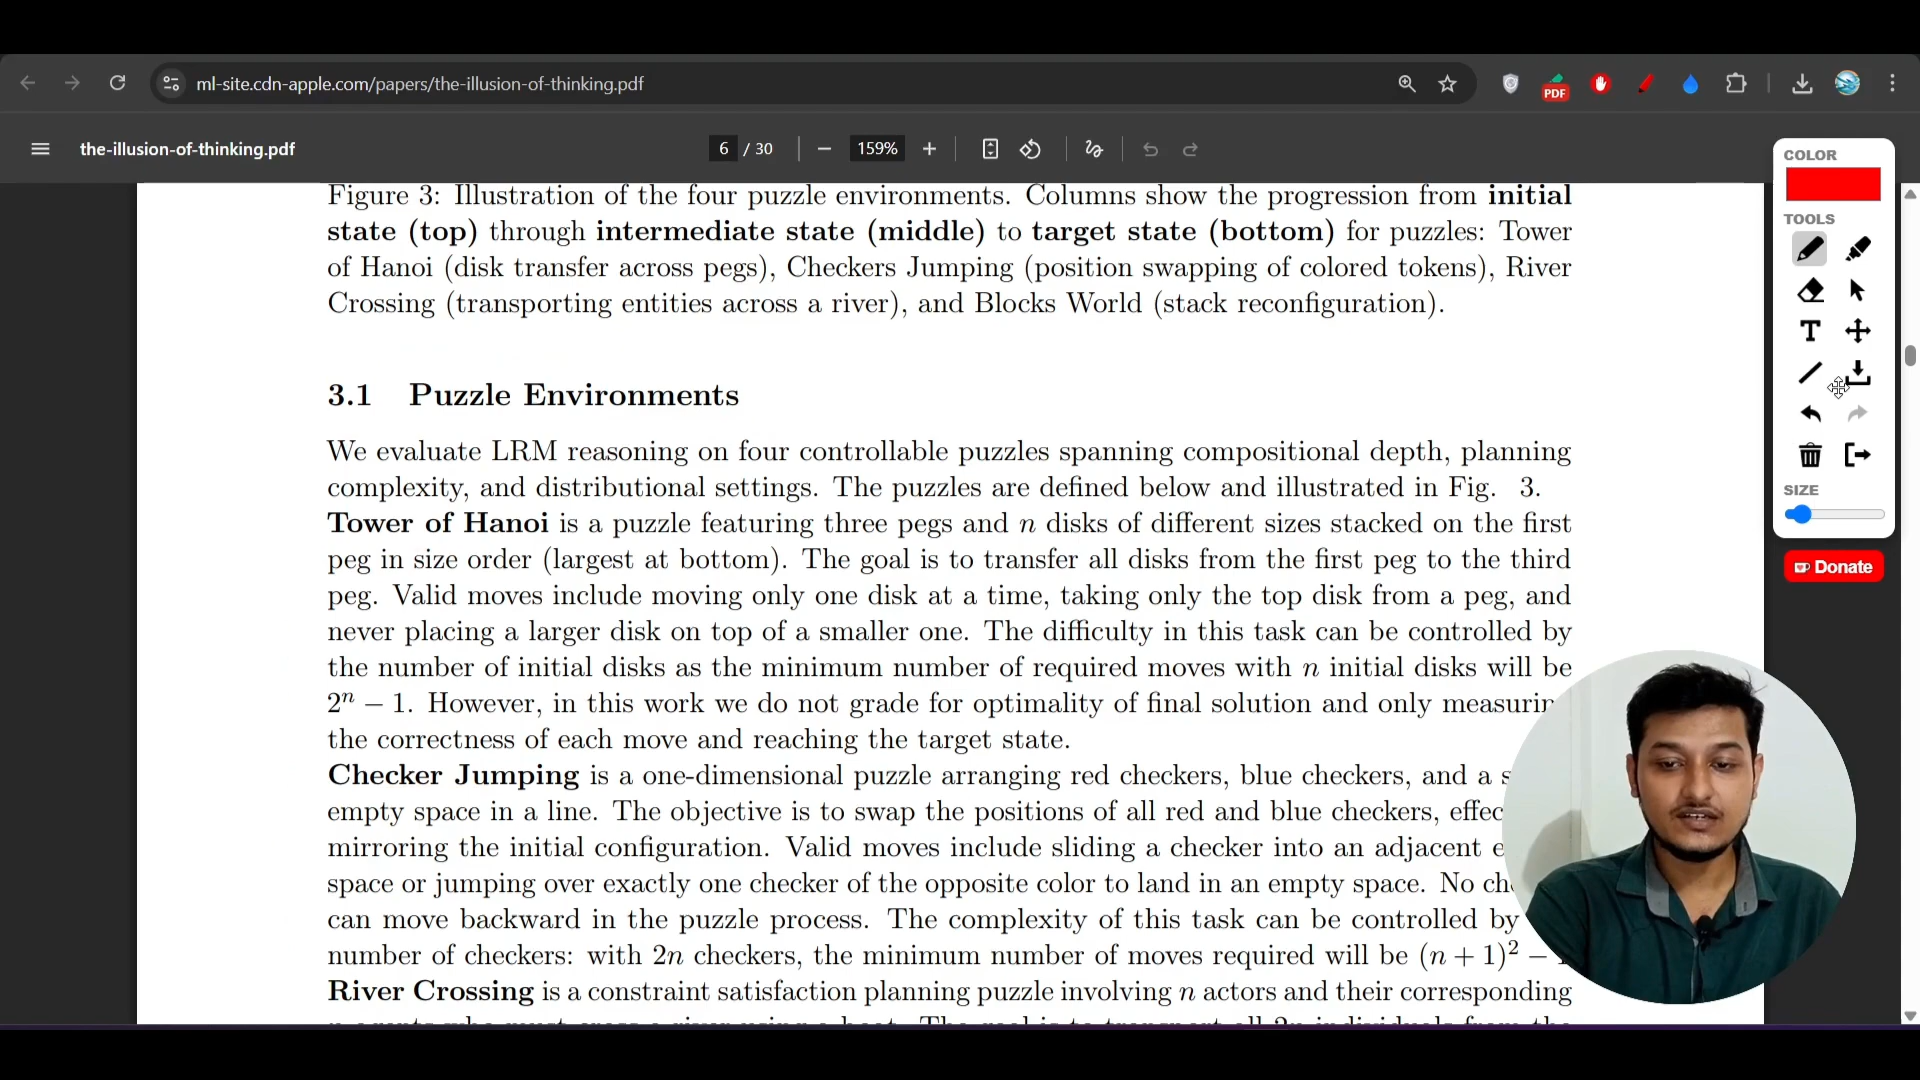 ml-site.cdn-apple.com/papers/the-illusion-of-thinking.pdf
PDF
the-illusion-of-thinking.pdf
6 / 30
159%
COLOR
TOOLS
T
SIZE
Donate
Figure 3: Illustration of the four puzzle environments. Columns show the progression from initial
state (top) through intermediate state (middle) to target state (bottom) for puzzles: Tower
of Hanoi (disk transfer across pegs), Checkers Jumping (position swapping of colored tokens), River
Crossing (transporting entities across a river), and Blocks World (stack reconfiguration).
3.1 Puzzle Environments
We evaluate LRM reasoning on four controllable puzzles spanning compositional depth, planning
complexity, and distributional settings. The puzzles are defined below and illustrated in Fig. 3.
Tower of Hanoi is a puzzle featuring three pegs and n disks of different sizes stacked on the first
peg in size order (largest at bottom). The goal is to transfer all disks from the first peg to the third
peg. Valid moves include moving only one disk at a time, taking only the top disk from a peg, and
never placing a larger disk on top of a smaller one. The difficulty in this task can be controlled by
the number of initial disks as the minimum number of required moves with n initial disks will be
2ⁿ − 1. However, in this work we do not grade for optimality of final solution and only
the correctness of each move and reaching the target state.
Checker Jumping is a one-dimensional puzzle arranging red checkers, blue checkers, and a
empty space in a line. The objective is to swap the positions of all red and blue checkers,
mirroring the initial configuration. Valid moves include sliding a checker into an adjacent
space or jumping over exactly one checker of the opposite color to land in an empty space. No
can move backward in the puzzle process. The complexity of this task can be controlled by
number of checkers: with 2n checkers, the minimum number of moves required will be (n + 1)² −
River Crossing is a constraint satisfaction planning puzzle involving n actors and their corresponding